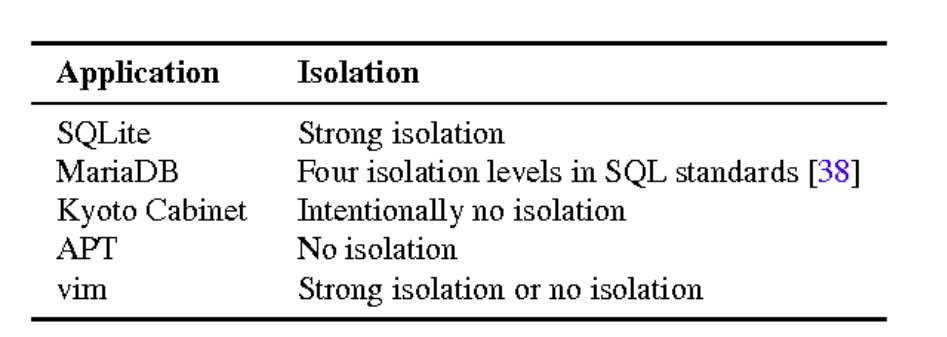 Application Isolation
SQLite Strong isolation
MariaDB Four isolation levels in SQL standards [38]
Kyoto Cabinet Intentionally no isolation
APT No isolation
vim Strong isolation or no isolation